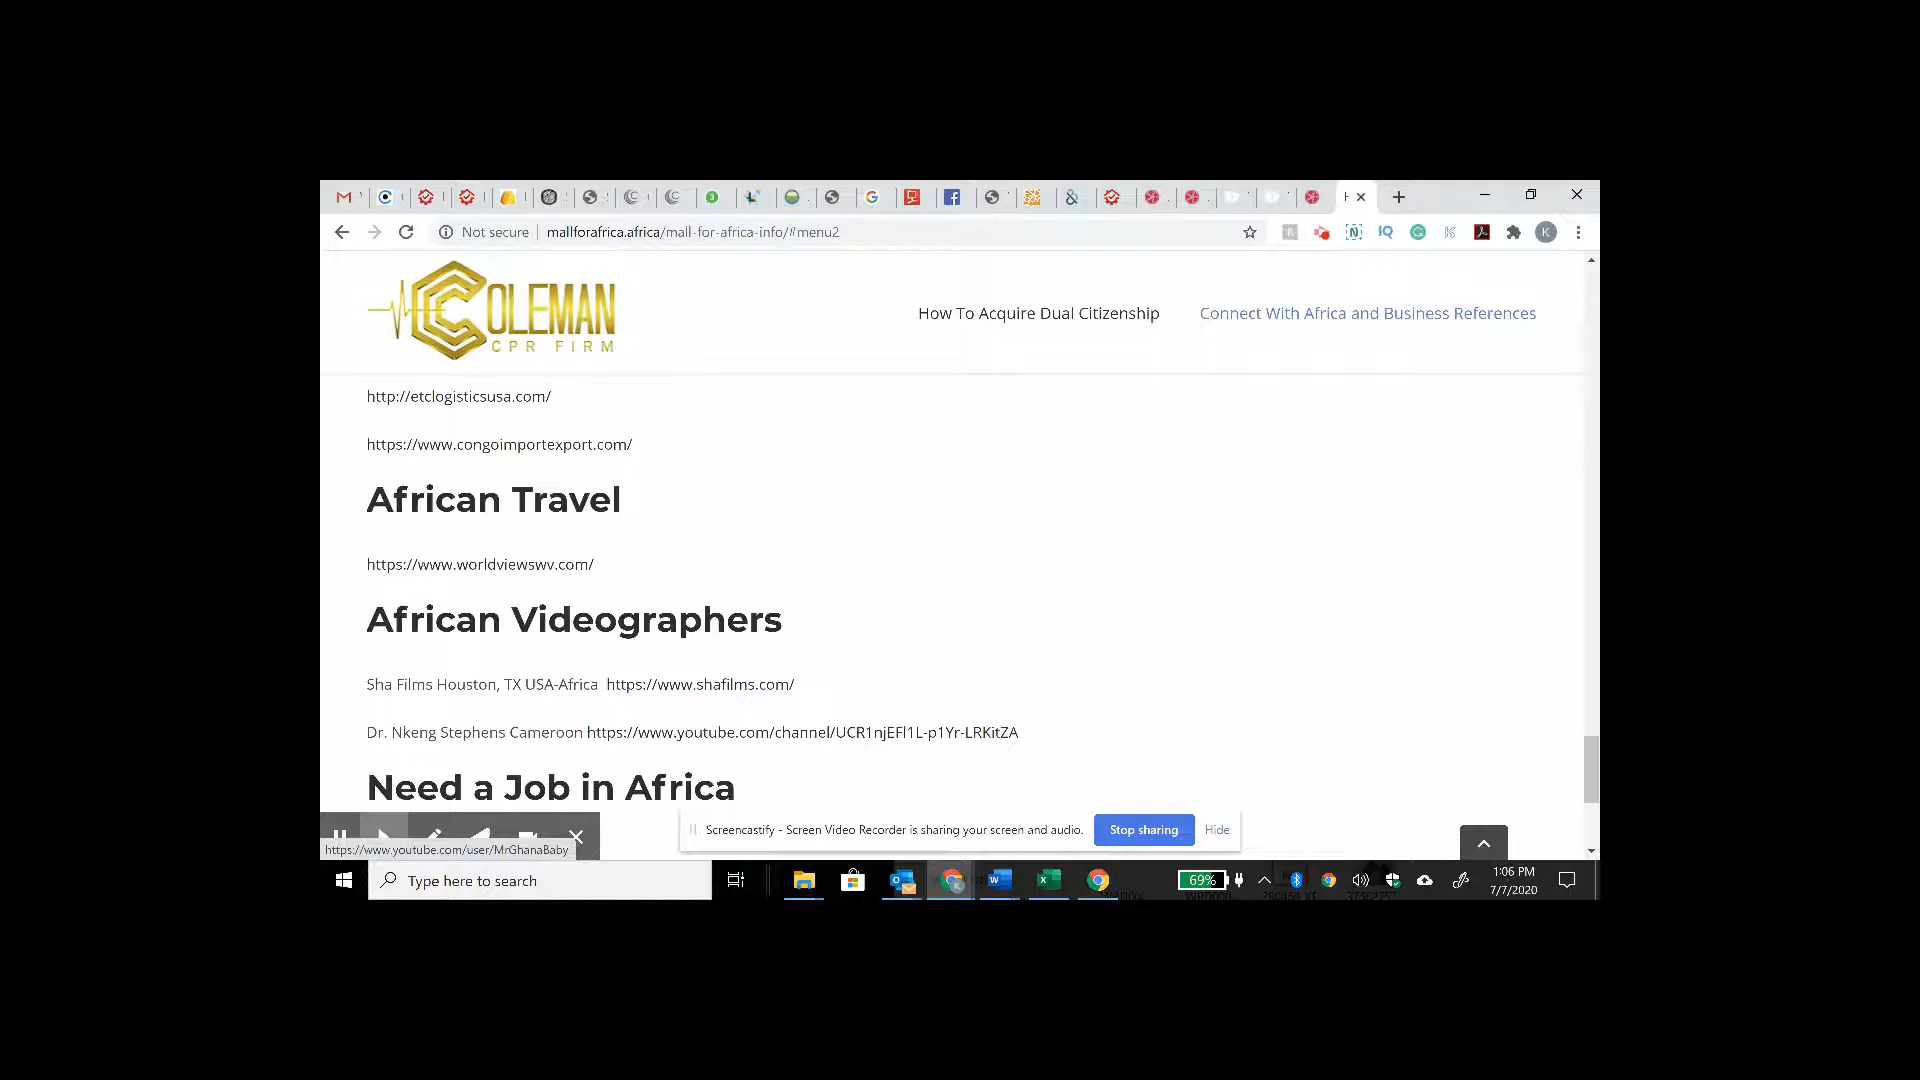 Not secure
mallforafrica.africa/mall-for-africa-info/#menu2
COLEMAN
CPR FIRM
How To Acquire Dual Citizenship
Connect With Africa and Business References
http://etclogisticsusa.com/
https://www.congoimportexport.com/
African Travel
https://www.worldviewswv.com/
African Videographers
Sha Films Houston, TX USA-Africa https://www.shafilms.com/
Dr. Nkeng Stephens Cameroon https://www.youtube.com/channel/UCR1njEFl1L-p1Yr-LRKitZA
Need a Job in Africa
Screencastify - Screen Video Recorder is sharing your screen and audio.
Stop sharing
Hide
https://www.youtube.com/user/MrGhanaBaby
Type here to search
69%
1:06 PM
7/7/2020